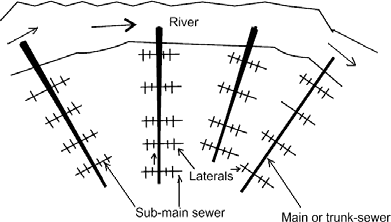 River
Laterals
Sub-main sewer
Main or trunk-sewer